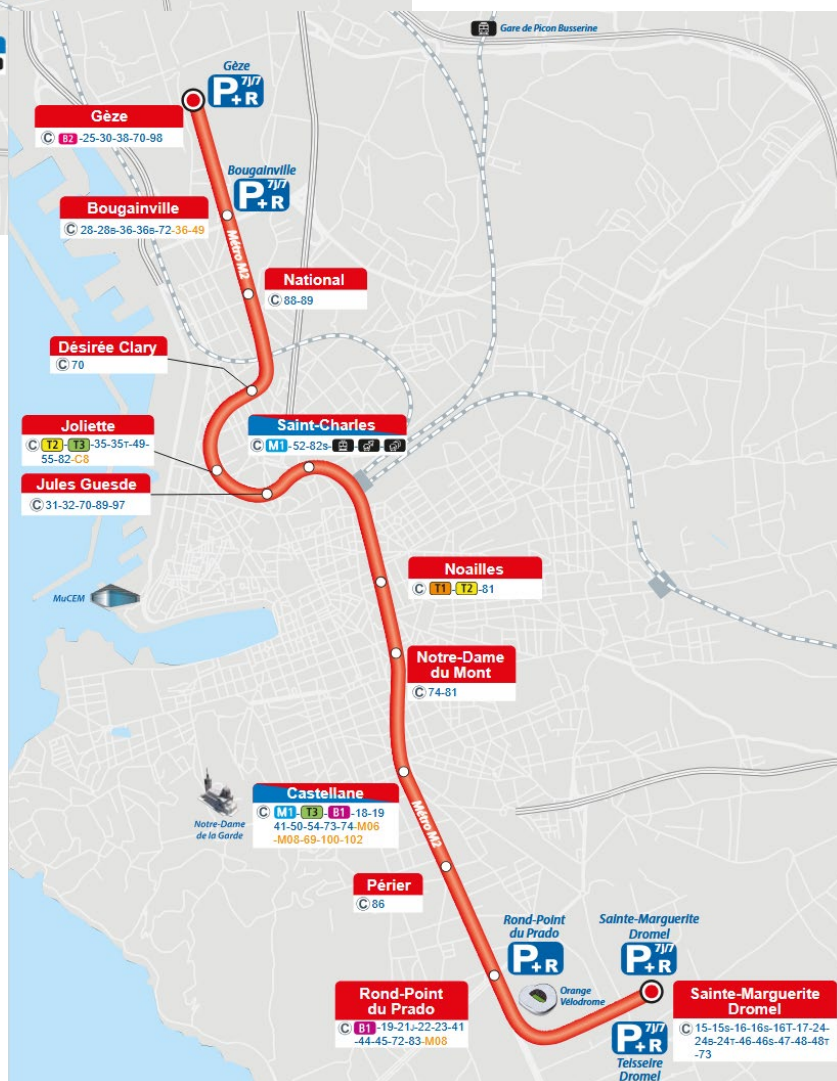 Gare de Picon Busserine
Gèze
P+R 7J/7
Gèze
C B2 -25-30-38-70-98
Bougainville
P+R 7J/7
Bougainville
C 28-28B-36-36B-72-36-49
Métro M2
National
C 88-89
Désirée Clary
C 70
Joliette
C T2 - T3 -35-35T-49-
55-82-C8
Saint-Charles
C M1 -52-82S-
Jules Guesde
C 31-32-70-89-97
MuCEM
Noailles
C T1 - T2 -81
Notre-Dame
du Mont
C 74-81
Notre-Dame
de la Garde
Castellane
C M1 - T3 - B1 -18-19
41-50-54-73-74-M06
-M08-69-100-102
Métro M2
Périer
C 86
Rond-Point
du Prado
P+R
Sainte-Marguerite
Dromel
P+R 7J/7
Orange
Vélodrome
Rond-Point
du Prado
C B1 -19-21J-22-23-41
-44-45-72-83-M08
Sainte-Marguerite
Dromel
C 15-15S-16-16S-16T-17-24-
24B-24T-46-46S-47-48-48T
-73
P+R 7J/7
Teisseire
Dromel